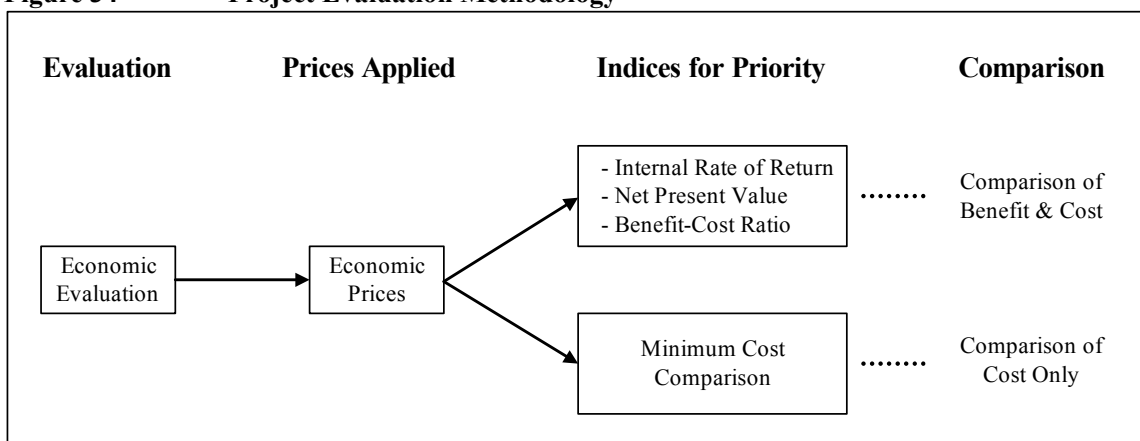 Figure 34 Project Evaluation Methodology
Evaluation Prices Applied Indices for Priority Comparison
- Internal Rate of Return
- Net Present Value
- Benefit-Cost Ratio
Comparison of
Benefit & Cost
Economic
Evaluation
Economic
Prices
Minimum Cost
Comparison
Comparison of
Cost Only